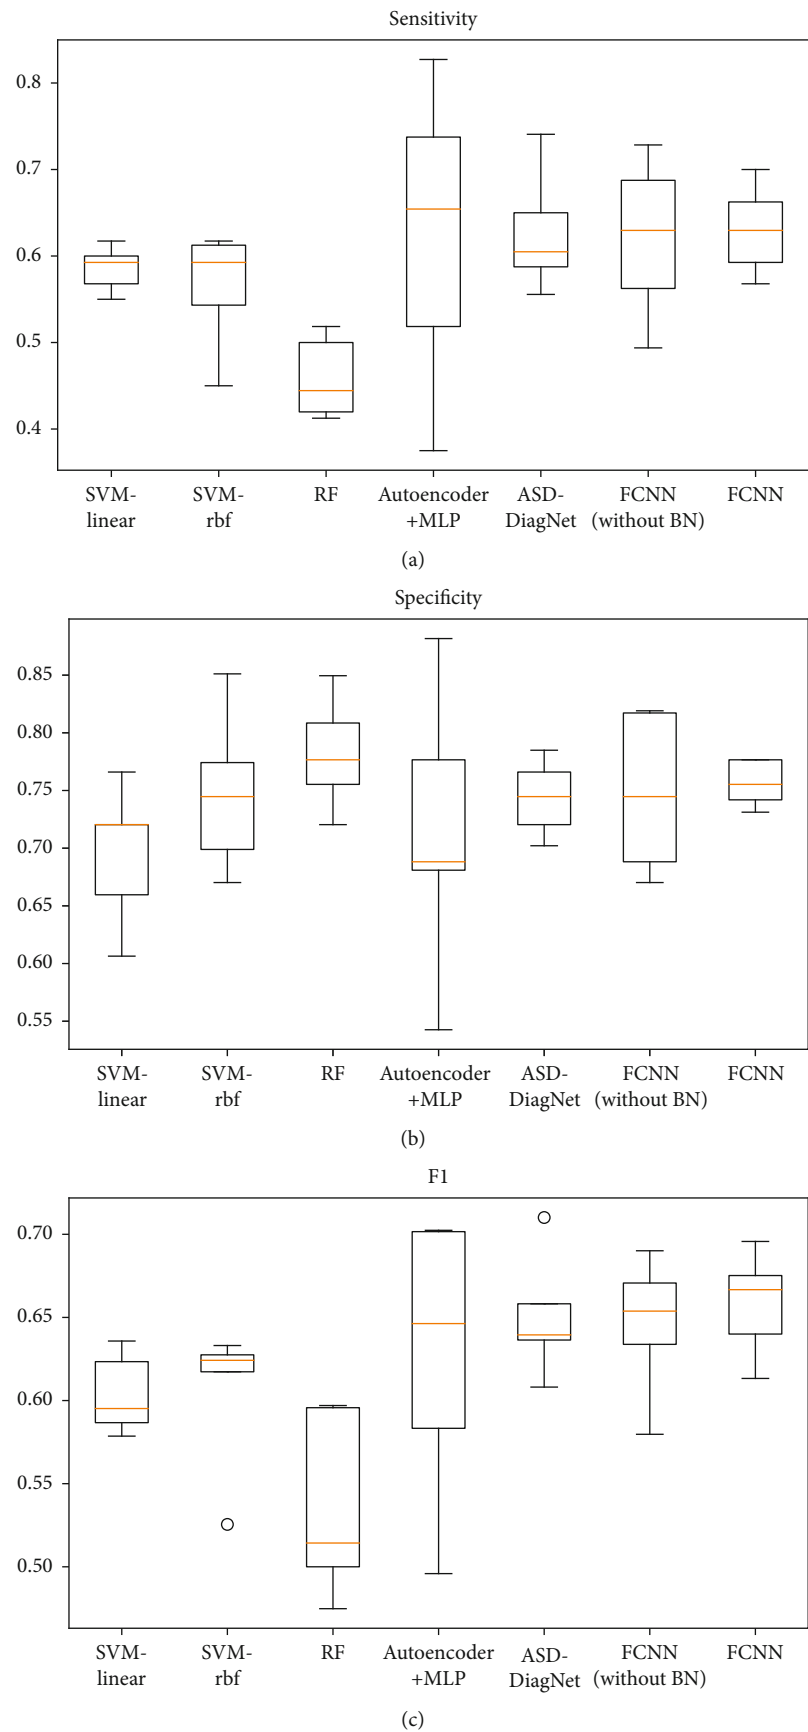 Sensitivity
0.8
0.7
0.6
0.5
0.4
SVM-
linear
SVM-
rbf
RF
Autoencoder
+MLP
ASD-
DiagNet
FCNN
(without BN)
FCNN
(a)
Specificity
0.85
0.80
0.75
0.70
0.65
0.60
0.55
SVM-
linear
SVM-
rbf
RF
Autoencoder
+MLP
ASD-
DiagNet
FCNN
(without BN)
FCNN
(b)
F1
0.70
0.65
0.60
0.55
0.50
SVM-
linear
SVM-
rbf
RF
Autoencoder
+MLP
ASD-
DiagNet
FCNN
(without BN)
FCNN
(c)